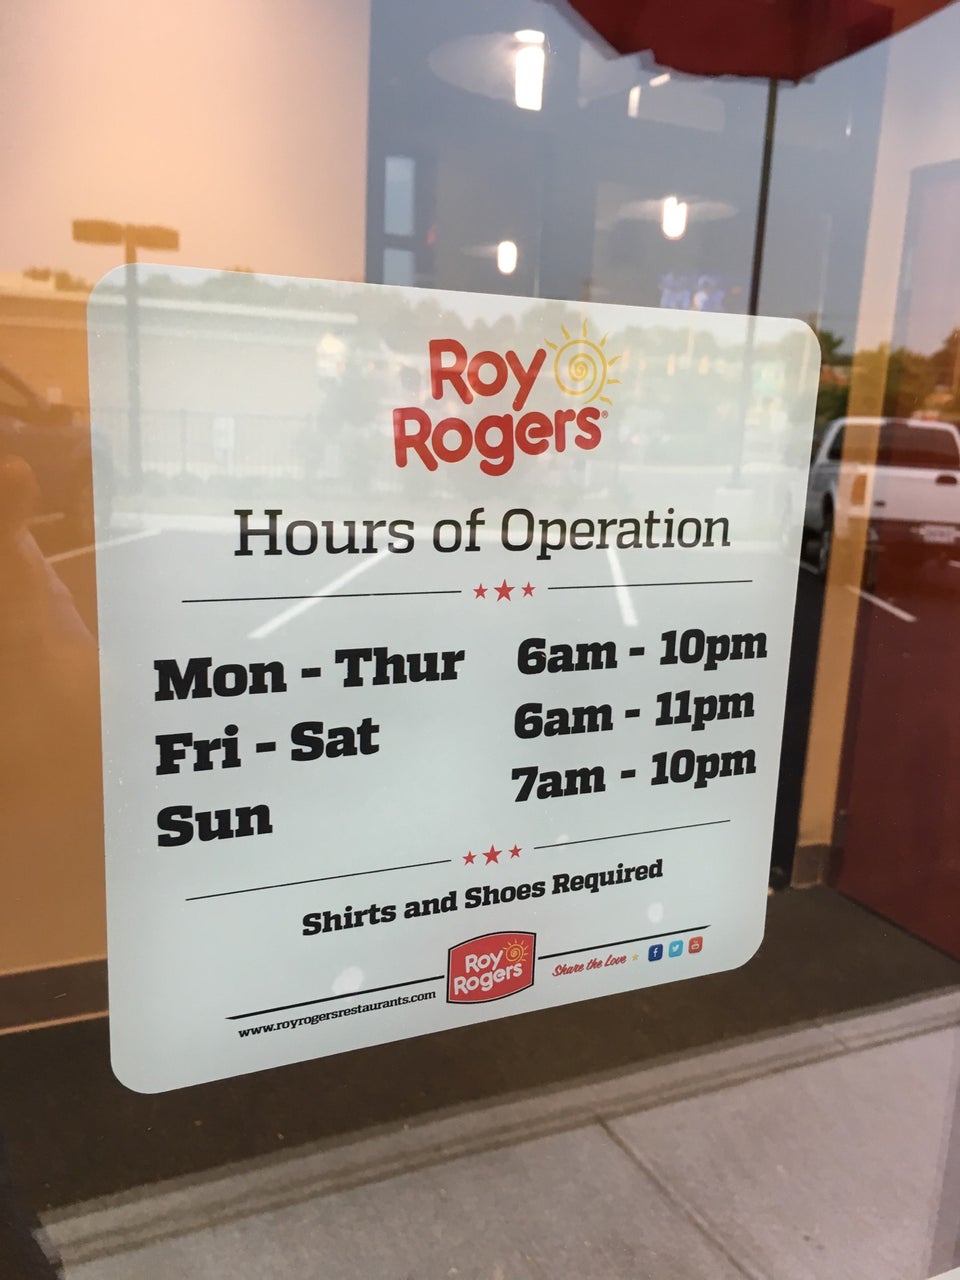 Roy
Rogers®
Hours of Operation
Mon - Thur 6am - 10pm
Fri - Sat 6am - 11pm
Sun 7am - 10pm
Shirts and Shoes Required
www.royrogersrestaurants.com
Roy
Rogers
Share the Love